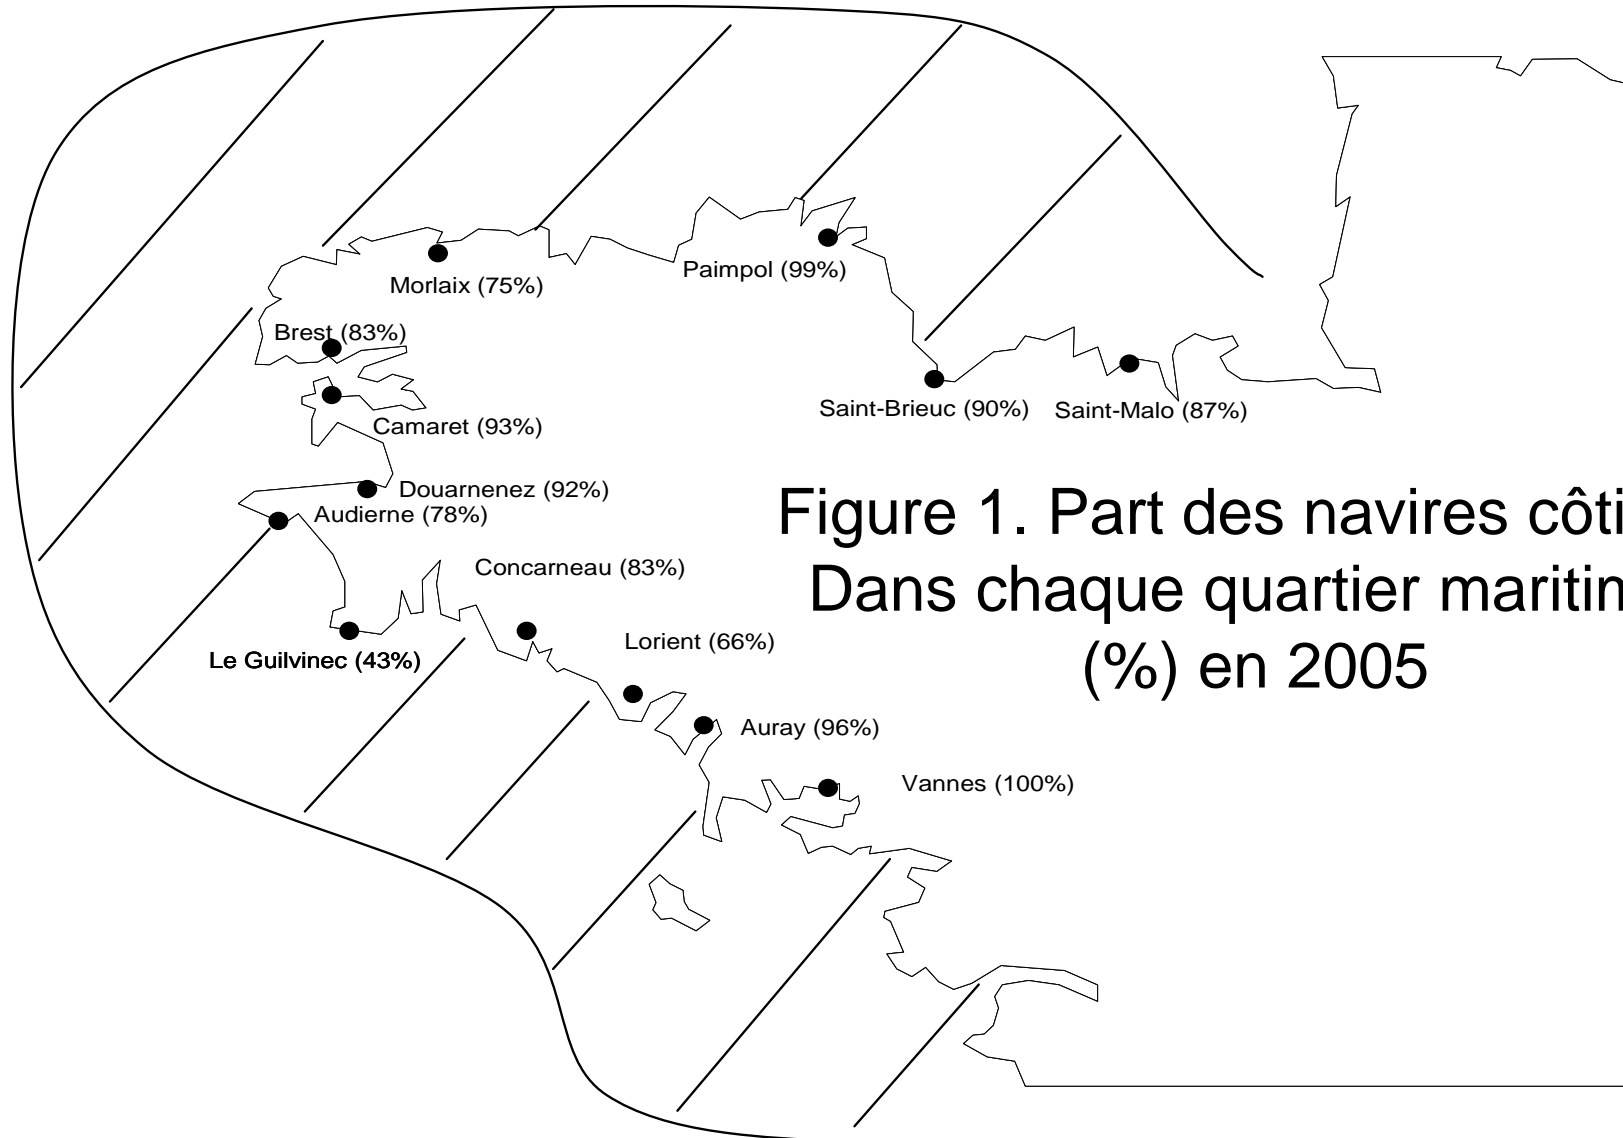 Morlaix (75%)
Paimpol (99%)
Brest (83%)
Saint-Brieuc (90%)
Saint-Malo (87%)
Camaret (93%)
Douarnenez (92%)
Audierne (78%)
Figure 1. Part des navires côti
Concarneau (83%)
Dans chaque quartier maritin
Lorient (66%)
Le Guilvinec (43%)
(%) en 2005
Auray (96%)
Vannes (100%)